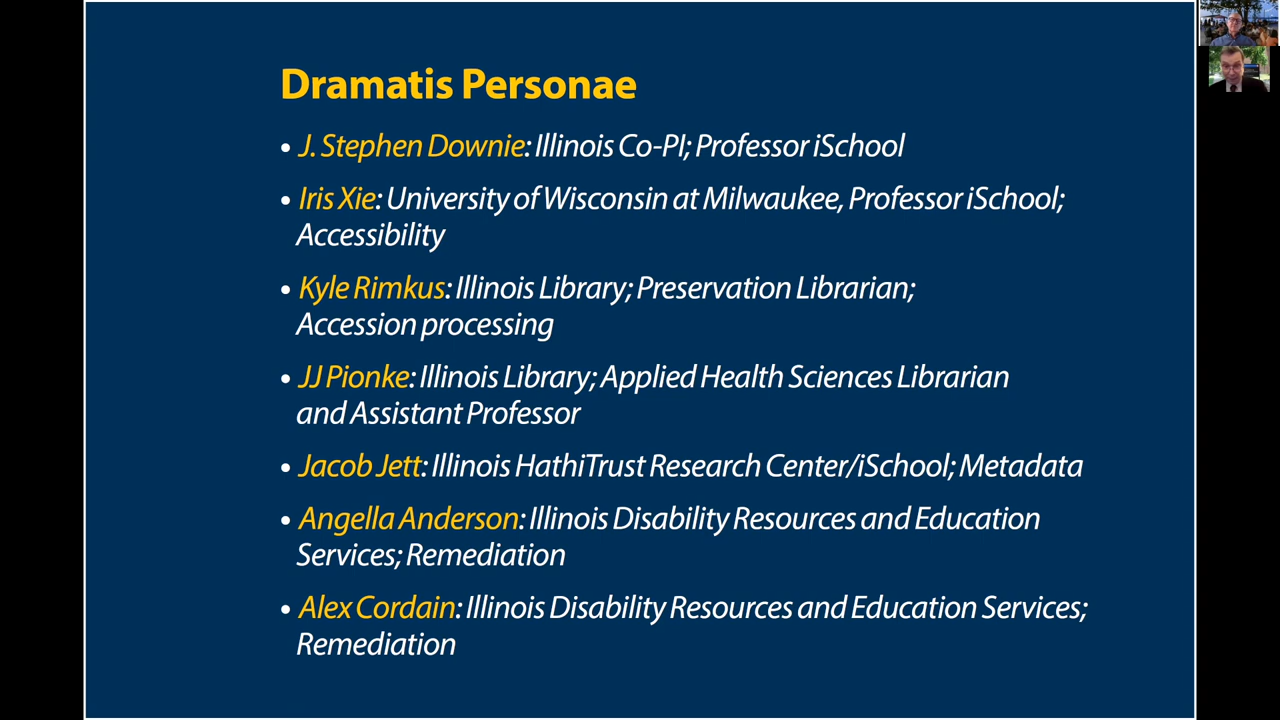 Dramatis Personae
• J. Stephen Downie: Illinois Co-PI; Professor iSchool
• Iris Xie: University of Wisconsin at Milwaukee, Professor iSchool;
Accessibility
• Kyle Rimkus: Illinois Library; Preservation Librarian;
Accession processing
• JJ Pionke: Illinois Library; Applied Health Sciences Librarian
and Assistant Professor
• Jacob Jett: Illinois HathiTrust Research Center/iSchool; Metadata
• Angella Anderson: Illinois Disability Resources and Education
Services; Remediation
• Alex Cordain: Illinois Disability Resources and Education Services;
Remediation